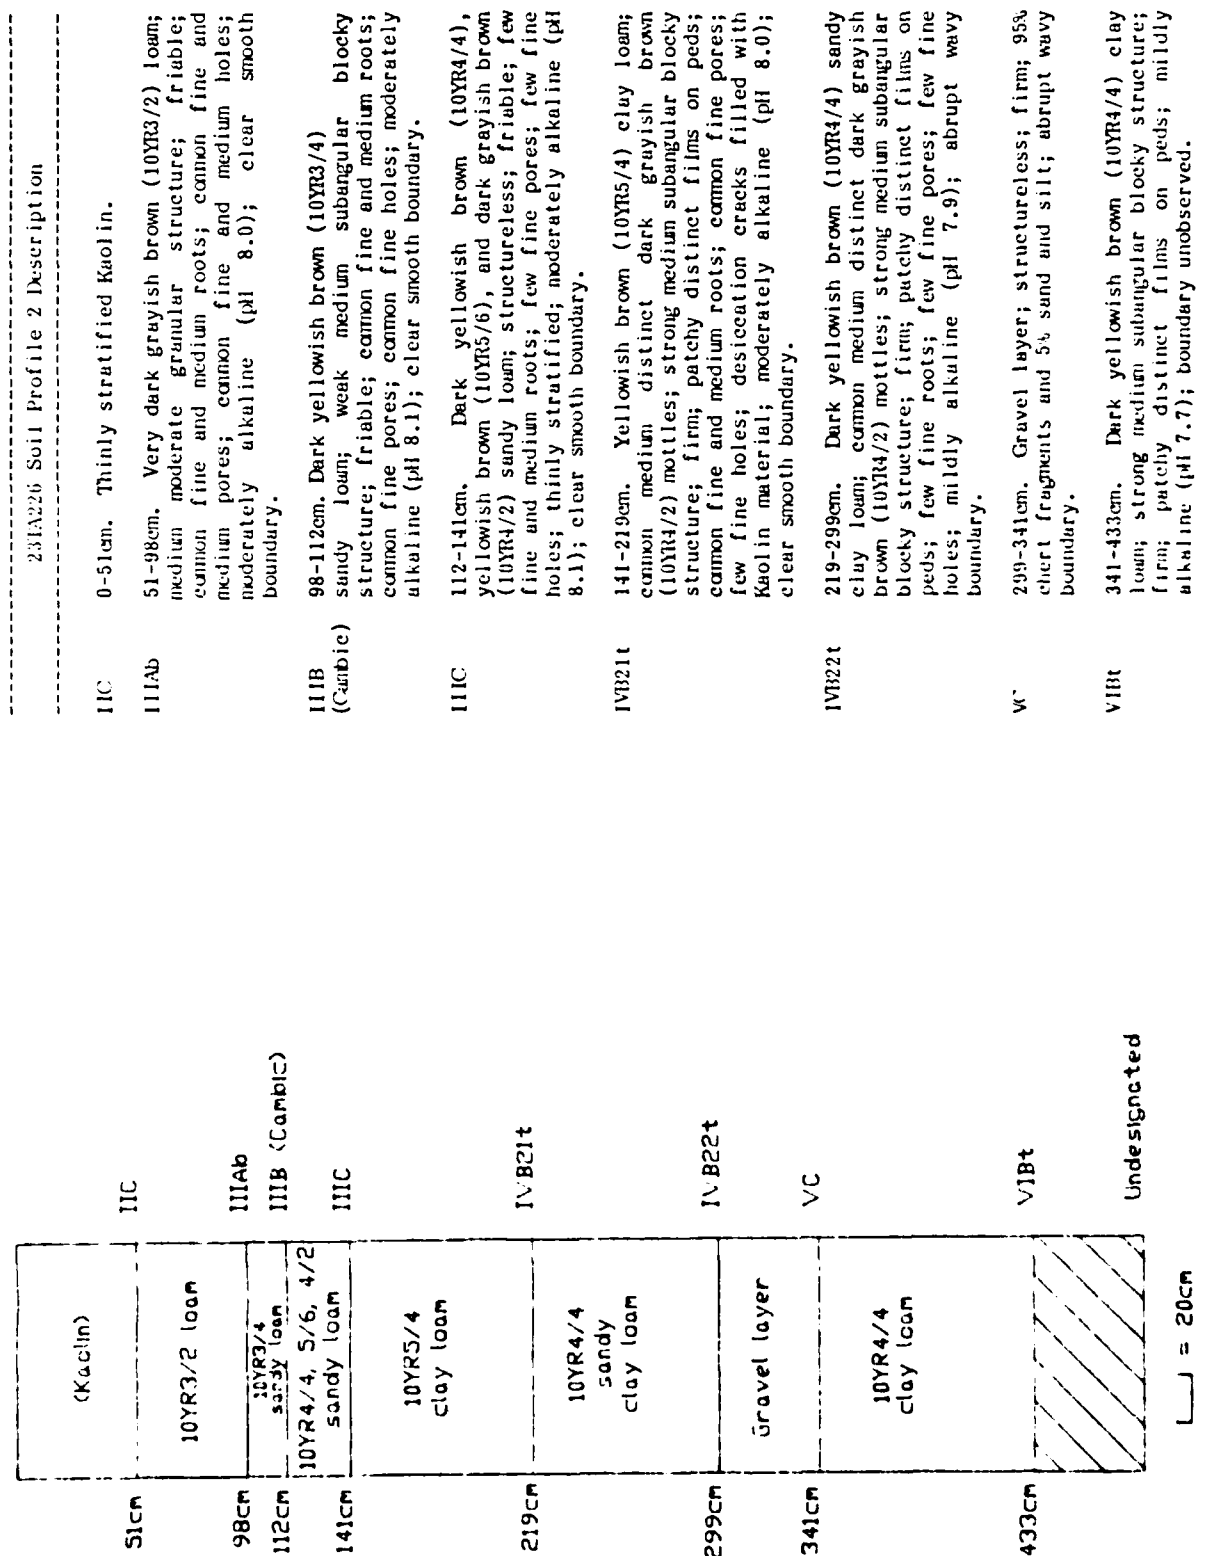 23IA226 Soil Profile 2 Description
IIC 0-51cm. Thinly stratified Kaolin.
IIIAb 51-98cm. Very dark grayish brown (10YR3/2) loam;
medium moderate granular structure; friable;
common fine and medium roots; common fine and
medium pores; common fine and medium holes;
moderately alkaline (pH 8.0); clear smooth
boundary.
IIIB 98-112cm. Dark yellowish brown (10YR3/4)
(Cambic) sandy loam; weak medium subangular blocky
structure; friable; common fine and medium roots;
common fine pores; common fine holes; moderately
alkaline (pH 8.1); clear smooth boundary.
IIIC 112-141cm. Dark yellowish brown (10YR4/4),
yellowish brown (10YR5/6), and dark grayish brown
(10YR4/2) sandy loam; structureless; friable; few
fine and medium roots; few fine pores; few fine
holes; thinly stratified; moderately alkaline (pH
8.1); clear smooth boundary.
IVB21t 141-219cm. Yellowish brown (10YR5/4) clay loam;
common medium distinct dark grayish brown
(10YR4/2) mottles; strong medium subangular blocky
structure; firm; patchy distinct films on peds;
common fine and medium roots; common fine pores;
few fine holes; desiccation cracks filled with
Kaolin material; moderately alkaline (pH 8.0);
clear smooth boundary.
IVB22t 219-299cm. Dark yellowish brown (10YR4/4) sandy
clay loam; common medium distinct dark grayish
brown (10YR4/2) mottles; strong medium subangular
blocky structure; firm; patchy distinct films on
peds; few fine roots; few fine pores; few fine
holes; mildly alkaline (pH 7.9); abrupt wavy
boundary.
VC 299-341cm. Gravel layer; structureless; firm; 95%
chert fragments and 5% sand and silt; abrupt wavy
boundary.
VIBt 341-433cm. Dark yellowish brown (10YR4/4) clay
loam; strong medium subangular blocky structure;
firm; patchy distinct films on peds; mildly
alkaline (pH 7.7); boundary unobserved.
(Kaolin)
51cm IIC
10YR3/2 loam
98cm IIIAb
10YR3/4
sandy loam
112cm IIIB (Cambic)
10YR4/4, 5/6, 4/2
sandy loam
141cm IIIC
10YR5/4
clay loam
219cm IVB21t
10YR4/4
sandy
clay loam
299cm IVB22t
Gravel layer
341cm VC
10YR4/4
clay loam
433cm VIBt
Undesignated
= 20cm